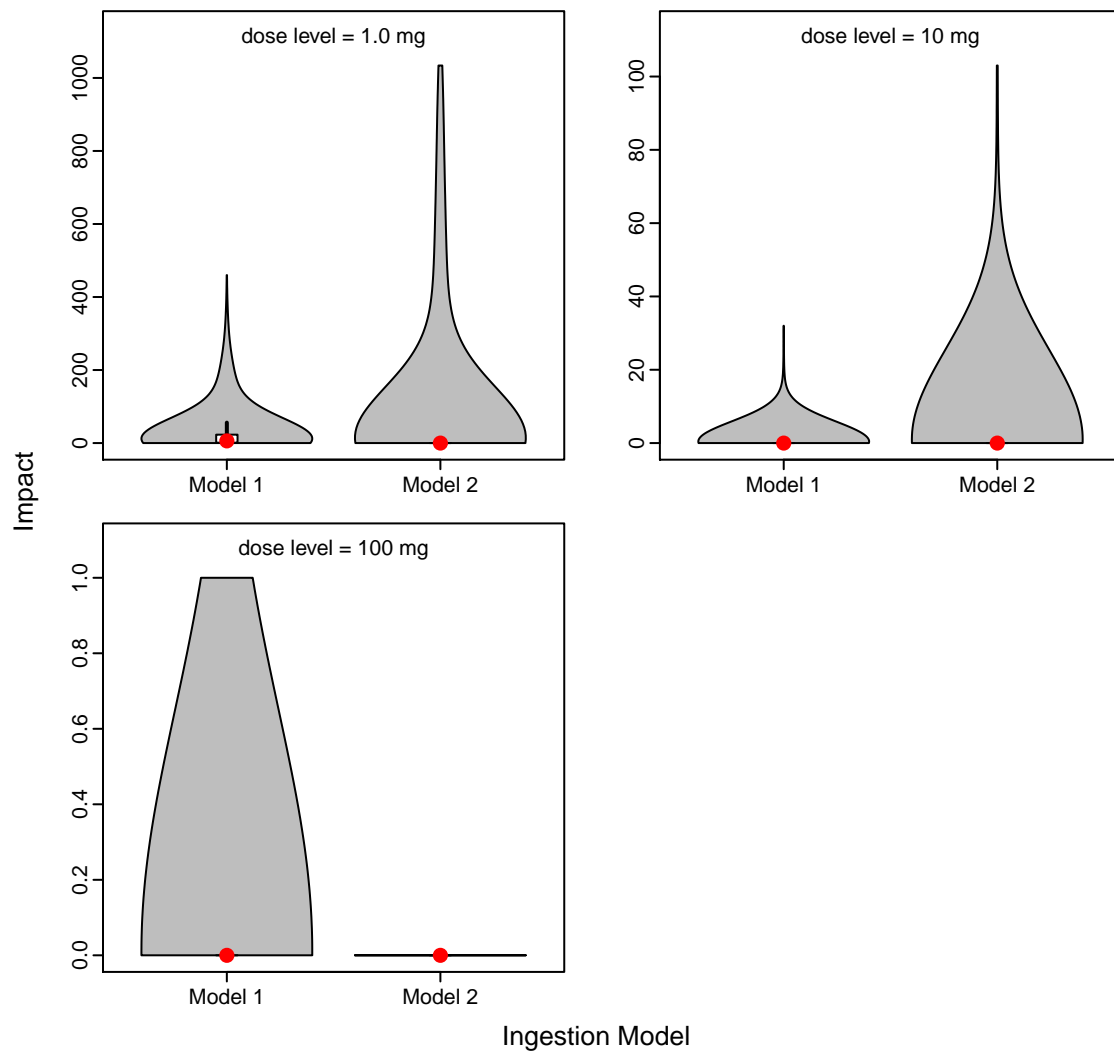 dose level = 1.0 mg
1000
800
600
400
200
0
Model 1
Model 2
dose level = 10 mg
100
80
60
40
20
0
Model 1
Model 2
Impact
dose level = 100 mg
1.0
0.8
0.6
0.4
0.2
0.0
Model 1
Model 2
Ingestion Model